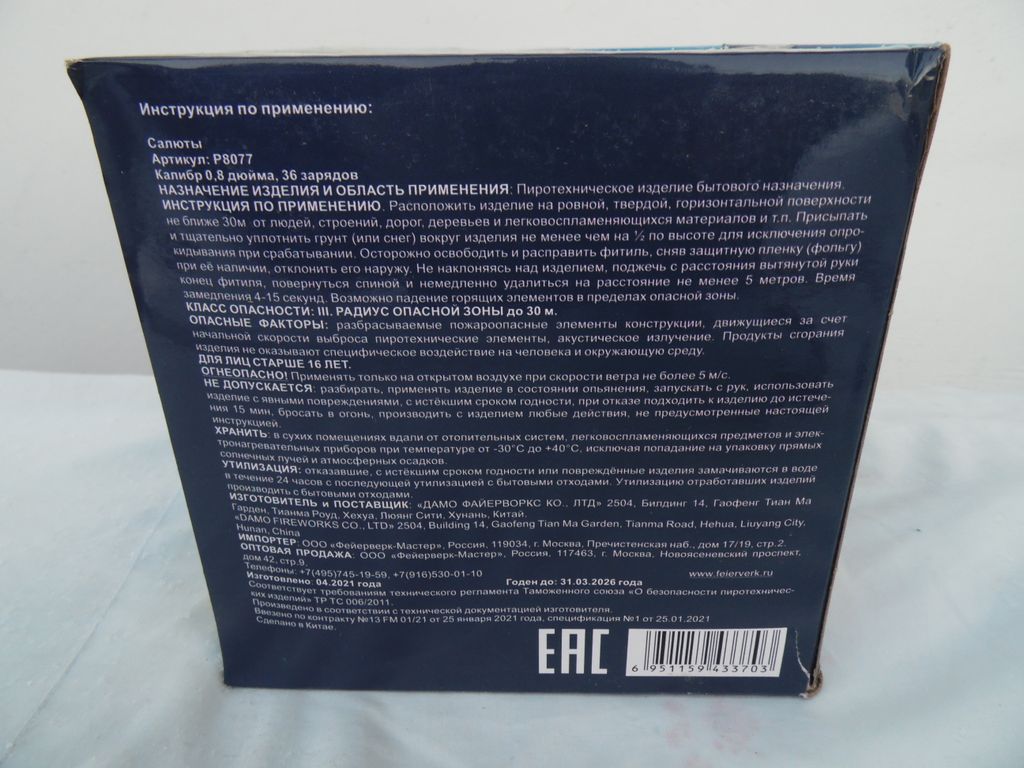 Инструкция по применению:
Салюты
Артикул: Р8077
Калибр 0,8 дюйма, 36 зарядов
НАЗНАЧЕНИЕ ИЗДЕЛИЯ И ОБЛАСТЬ ПРИМЕНЕНИЯ: Пиротехническое изделие бытового назначения.
ИНСТРУКЦИЯ ПО ПРИМЕНЕНИЮ. Расположить изделие на ровной, твердой, горизонтальной поверхности
не ближе 30м от людей, строений, дорог, деревьев и легковоспламеняющихся материалов и т.п. Присыпать
и тщательно уплотнить грунт (или снег) вокруг изделия не менее чем на ½ по высоте для исключения опро-
кидывания при срабатывании. Осторожно освободить и расправить фитиль, сняв защитную пленку (фольгу)
при её наличии, отклонить его наружу. Не наклоняясь над изделием, поджечь с расстояния вытянутой руки
конец фитиля, повернуться спиной и немедленно удалиться на расстояние не менее 5 метров. Время
замедления 4-15 секунд. Возможно падение горящих элементов в пределах опасной зоны.
КЛАСС ОПАСНОСТИ: III. РАДИУС ОПАСНОЙ ЗОНЫ до 30 м.
ОПАСНЫЕ ФАКТОРЫ: разбрасываемые пожароопасные элементы конструкции, движущиеся за счет
начальной скорости выброса пиротехнические элементы, акустическое излучение. Продукты сгорания
изделия не оказывают специфическое воздействие на человека и окружающую среду.
ДЛЯ ЛИЦ СТАРШЕ 16 ЛЕТ.
ОГНЕОПАСНО! Применять только на открытом воздухе при скорости ветра не более 5 м/с.
НЕ ДОПУСКАЕТСЯ: разбирать, применять изделие в состоянии опьянения, запускать с рук, использовать
изделие с явными повреждениями, с истёкшим сроком годности, при отказе подходить к изделию до истече-
ния 15 мин, бросать в огонь, производить с изделием любые действия, не предусмотренные настоящей
инструкцией.
ХРАНИТЬ: в сухих помещениях вдали от отопительных систем, легковоспламеняющихся предметов и элек-
тронагревательных приборов при температуре от -30°С до +40°С, исключая попадание на упаковку прямых
солнечных лучей и атмосферных осадков.
УТИЛИЗАЦИЯ: отказавшие, с истёкшим сроком годности или повреждённые изделия замачиваются в воде
в течение 24 часов с последующей утилизацией с бытовыми отходами. Утилизацию отработавших изделий
производить с бытовыми отходами.
ИЗГОТОВИТЕЛЬ и ПОСТАВЩИК: «ДАМО ФАЙЕРВОРКС КО., ЛТД» 2504, Билдинг 14, Гаофенг Тиан Ма
Гарден, Тианма Роуд, Хехуа, Люянг Сити, Хунань, Китай.
«DAMO FIREWORKS CO., LTD» 2504, Building 14, Gaofeng Tian Ma Garden, Tianma Road, Hehua, Liuyang City,
Hunan, China
ИМПОРТЕР: ООО «Фейерверк-Мастер», Россия, 119034, г. Москва, Пречистенская наб., дом 17/19, стр.2.
ОПТОВАЯ ПРОДАЖА: ООО «Фейерверк-Мастер», Россия, 117463, г. Москва, Новоясеневский проспект,
дом 42, стр.9.
Телефоны: +7(495)745-19-59, +7(916)530-01-10 www.feierverk.ru
Изготовлено: 04.2021 года Годен до: 31.03.2026 года
Соответствует требованиям технического регламента Таможенного союза «О безопасности пиротехничес-
ких изделий» ТР ТС 006/2011.
Произведено в соответствии с технической документацией изготовителя.
Ввезено по контракту №13 FM 01/21 от 25 января 2021 года, спецификация №1 от 25.01.2021
Сделано в Китае.
ЕАС
6 951159 433703